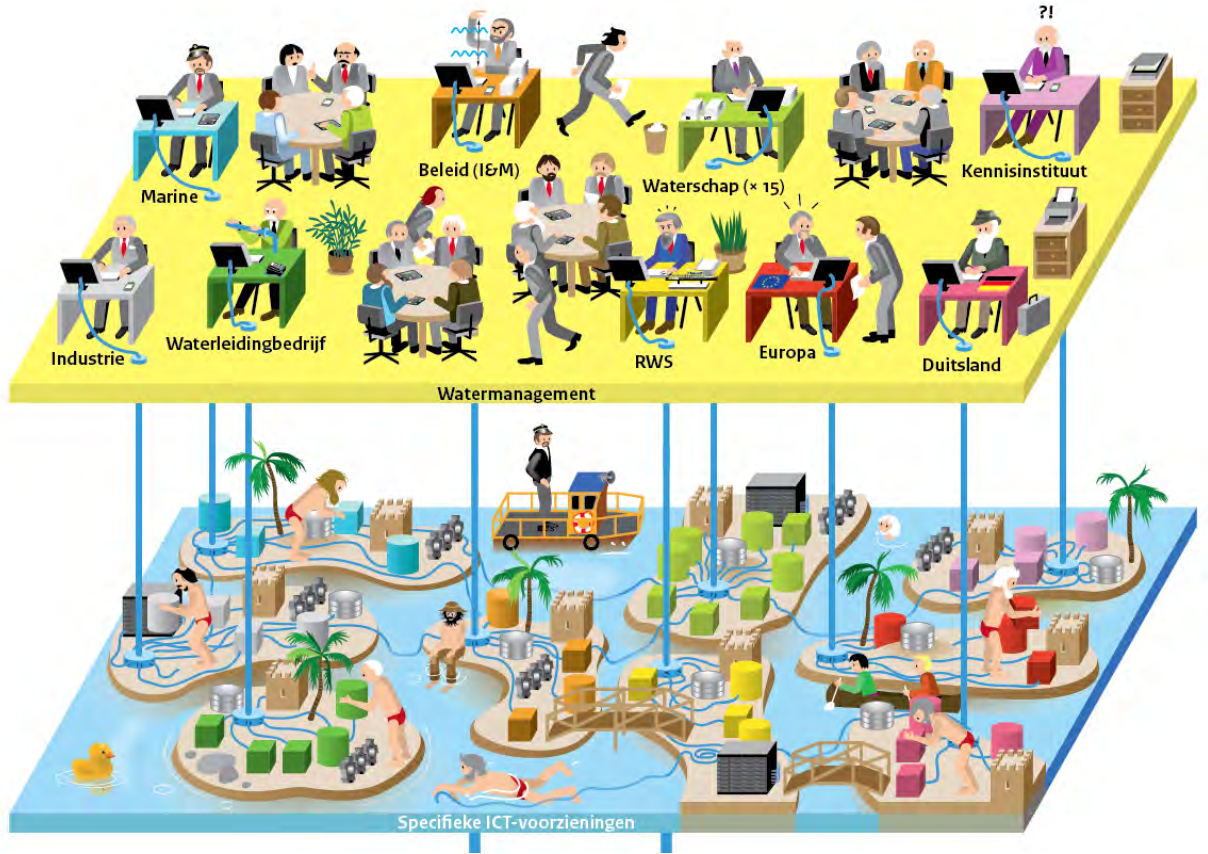 ?!
Marine
Beleid (I&M)
Waterschap (× 15)
Kennisinstituut
Industrie
Waterleidingbedrijf
RWS
Europa
Duitsland
Watermanagement
Specifieke ICT-voorzieningen